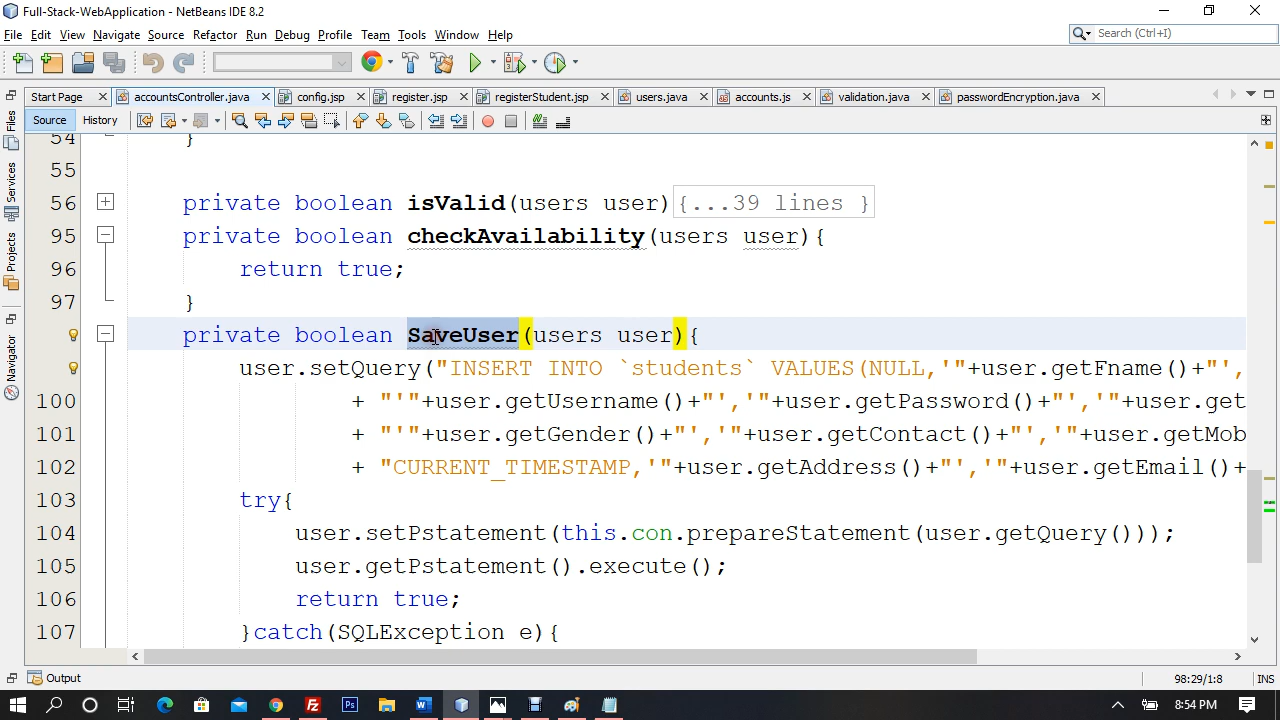 Full-Stack-WebApplication - NetBeans IDE 8.2
File Edit View Navigate Source Refactor Run Debug Profile Team Tools Window Help
Search (Ctrl+I)
Start Page accountsController.java config.jsp register.jsp registerStudent.jsp users.java accounts.js validation.java passwordEncryption.java
Source History
Files
Services
Projects
Navigator
54 }
55
56 private boolean isValid(users user){...39 lines }
95 private boolean checkAvailability(users user){
96 return true;
97 }
private boolean SaveUser(users user){
user.setQuery("INSERT INTO `students` VALUES(NULL,'"+user.getFname()+"',
100 + "'"+user.getUsername()+"','"+user.getPassword()+"','"+user.get
101 + "'"+user.getGender()+"','"+user.getContact()+"','"+user.getMob
102 + "CURRENT_TIMESTAMP,'"+user.getAddress()+"','"+user.getEmail()+
103 try{
104 user.setPstatement(this.con.prepareStatement(user.getQuery()));
105 user.getPstatement().execute();
106 return true;
107 }catch(SQLException e){
Output
98:29/1:8 INS
8:54 PM